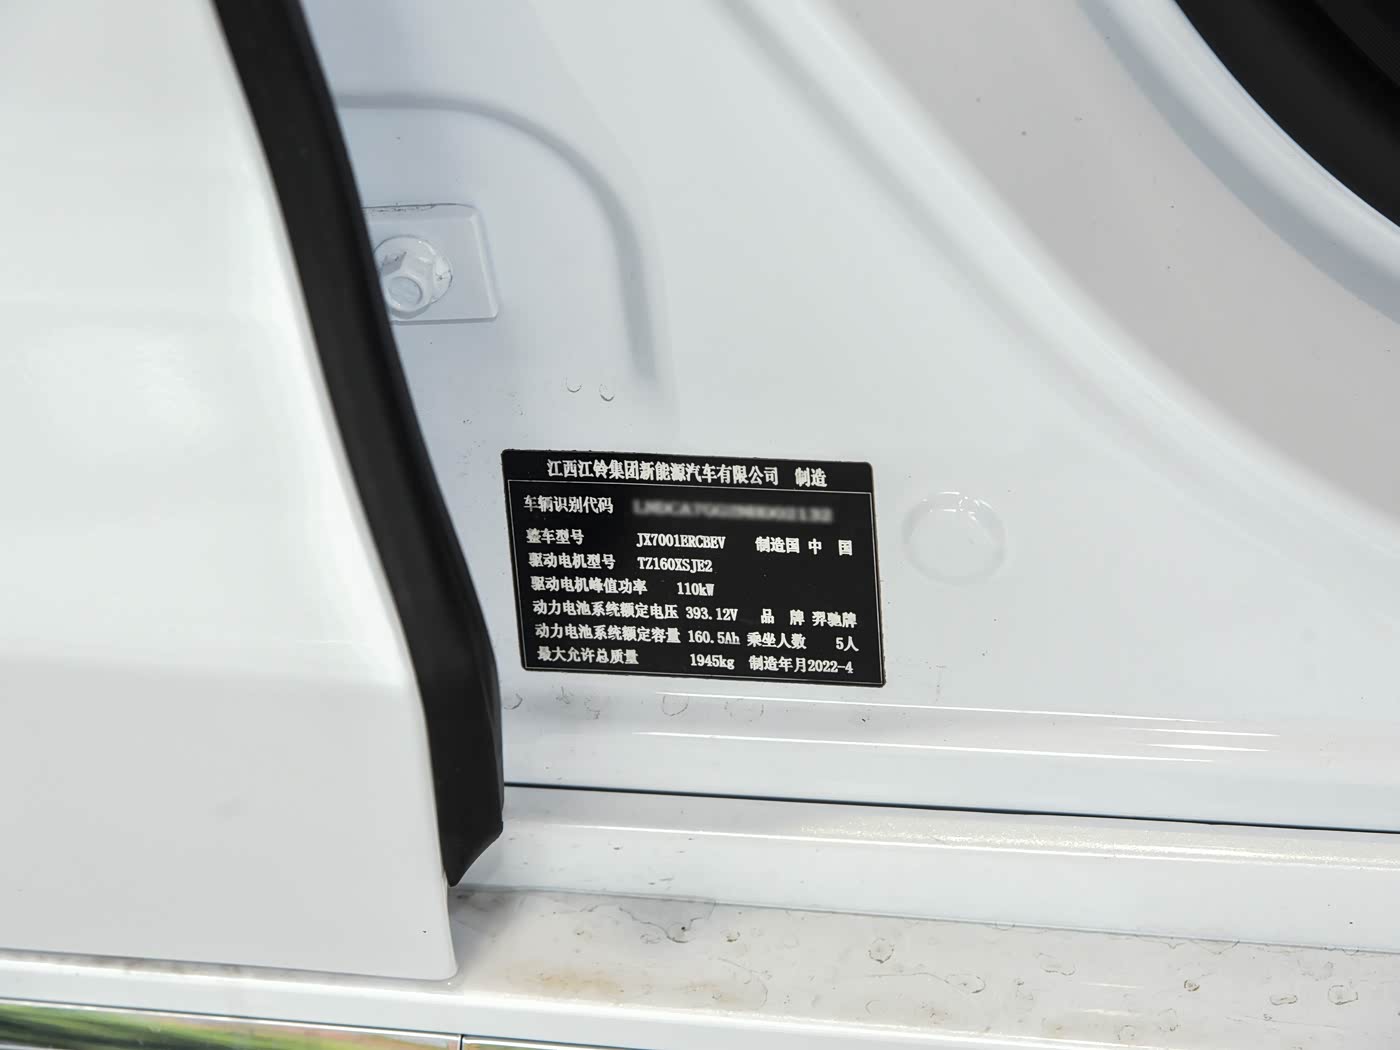 江西江铃集团新能源汽车有限公司 制造
车辆识别代码
整车型号 JX7001ERCBEV 制造国 中 国
驱动电机型号 TZ160XSJE2
驱动电机峰值功率 110kW
动力电池系统额定电压 393.12V 品 牌 羿驰牌
动力电池系统额定容量 160.5Ah 乘坐人数 5人
最大允许总质量 1945kg 制造年月2022-4